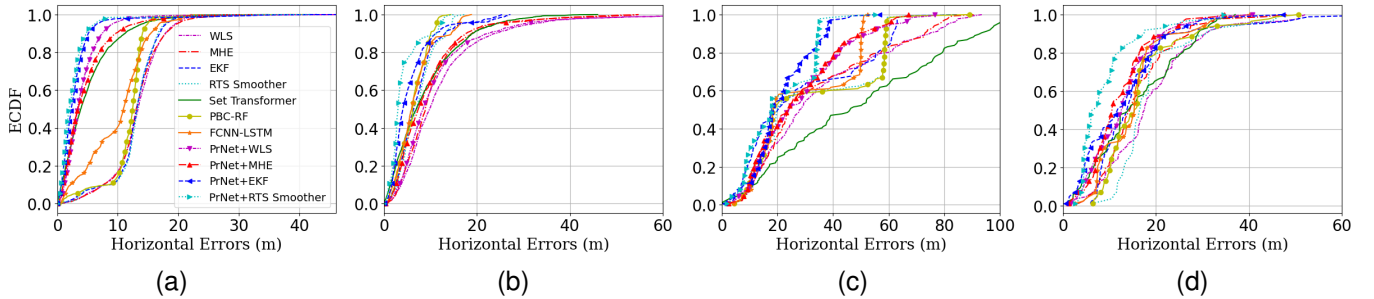 ECDF
1.0
0.8
0.6
0.4
0.2
0.0
0 10 20 30 40
Horizontal Errors (m)
WLS
MHE
EKF
RTS Smoother
Set Transformer
PBC-RF
FCNN-LSTM
PrNet+WLS
PrNet+MHE
PrNet+EKF
PrNet+RTS Smoother
(a)
1.0
0.8
0.6
0.4
0.2
0.0
0 20 40 60
Horizontal Errors (m)
(b)
1.0
0.8
0.6
0.4
0.2
0.0
0 20 40 60 80 100
Horizontal Errors (m)
(c)
1.0
0.8
0.6
0.4
0.2
0.0
0 20 40 60
Horizontal Errors (m)
(d)